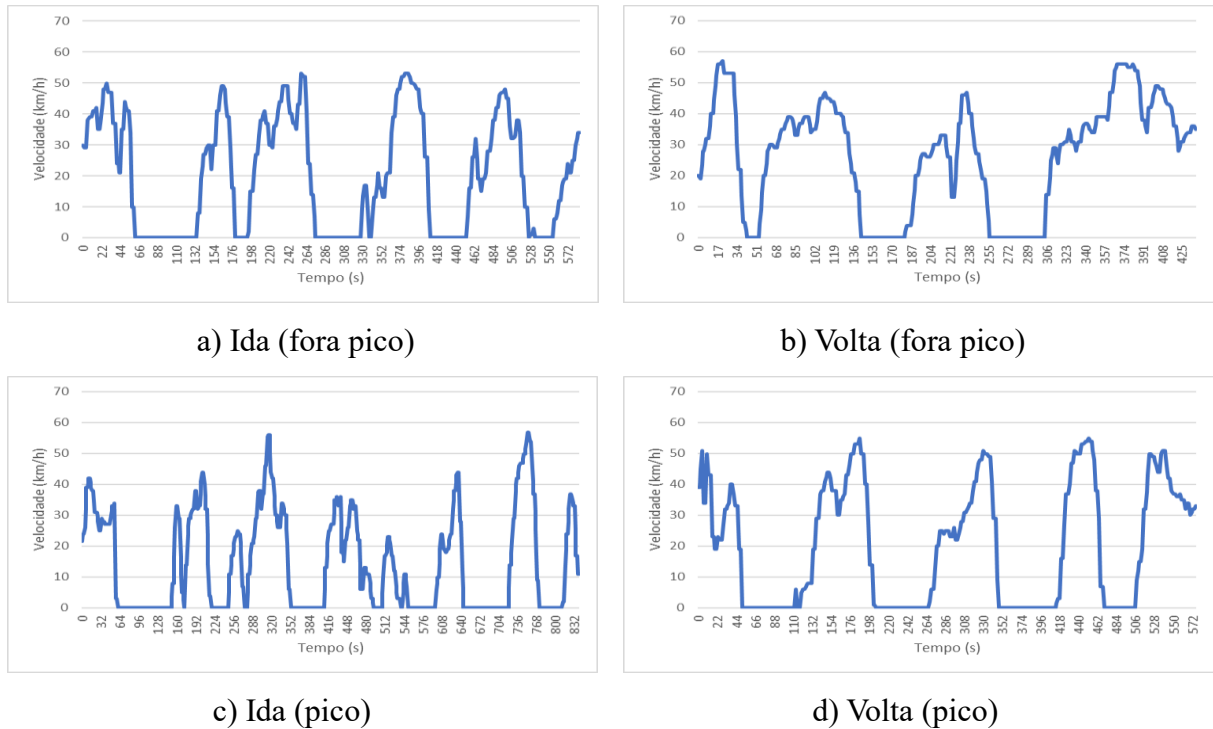 70
60
50
40
30
20
10
0
Velocidade (km/h)
0 22 44 66 88 110 132 154 176 198 220 242 264 286 308 330 352 374 396 418 440 462 484 506 528 550 572
Tempo (s)
a) Ida (fora pico)
70
60
50
40
30
20
10
0
Velocidade (km/h)
0 17 34 51 68 85 102 119 136 153 170 187 204 221 238 255 272 289 306 323 340 357 374 391 408 425
Tempo (s)
b) Volta (fora pico)
70
60
50
40
30
20
10
0
Velocidade (km/h)
0 32 64 96 128 160 192 224 256 288 320 352 384 416 448 480 512 544 576 608 640 672 704 736 768 800 832
Tempo (s)
c) Ida (pico)
70
60
50
40
30
20
10
0
Velocidade (km/h)
0 22 44 66 88 110 132 154 176 198 220 242 264 286 308 330 352 374 396 418 440 462 484 506 528 550 572
Tempo (s)
d) Volta (pico)